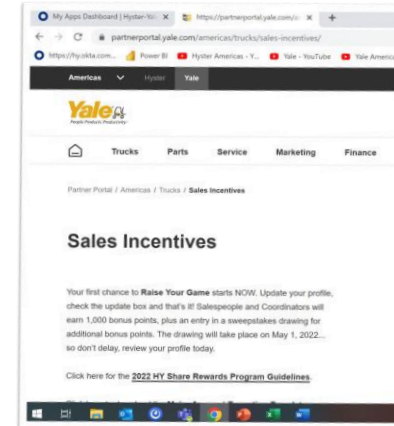 My Apps Dashboard | Hyster-Yal
https://partnerportal.yale.com/a
partnerportal.yale.com/americas/trucks/sales-incentives/
https://hy.okta.com...
Power BI
Hyster Americas - Y...
Yale - YouTube
Yale America
Americas
Hyster
Yale
Yale
People. Products. Productivity.
Trucks
Parts
Service
Marketing
Finance
Partner Portal / Americas / Trucks / Sales Incentives
Sales Incentives
Your first chance to Raise Your Game starts NOW. Update your profile,
check the update box and that's it! Salespeople and Coordinators will
earn 1,000 bonus points, plus an entry in a sweepstakes drawing for
additional bonus points. The drawing will take place on May 1, 2022...
so don't delay, review your profile today.
Click here for the 2022 HY Share Rewards Program Guidelines.